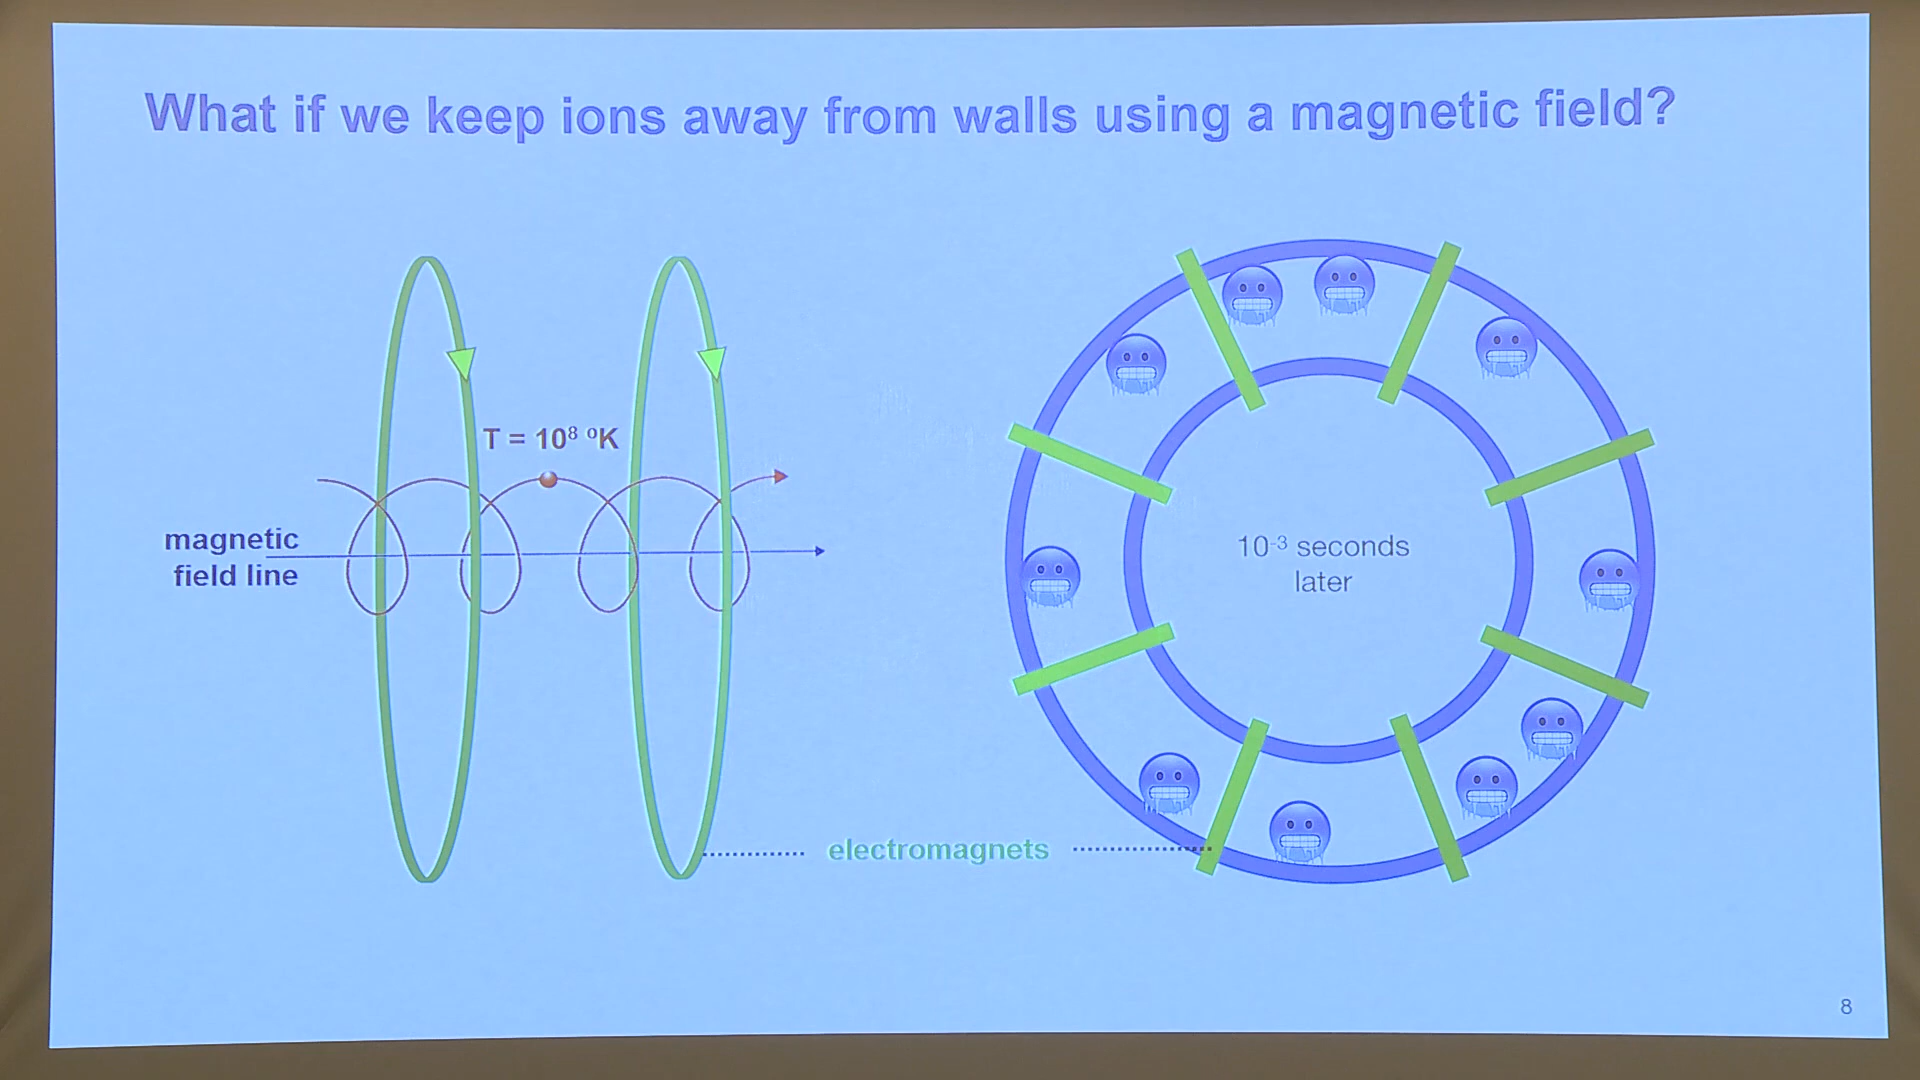 What if we keep ions away from walls using a magnetic field?
T = 10⁸ ºK
magnetic
field line
10⁻³ seconds
later
electromagnets
8